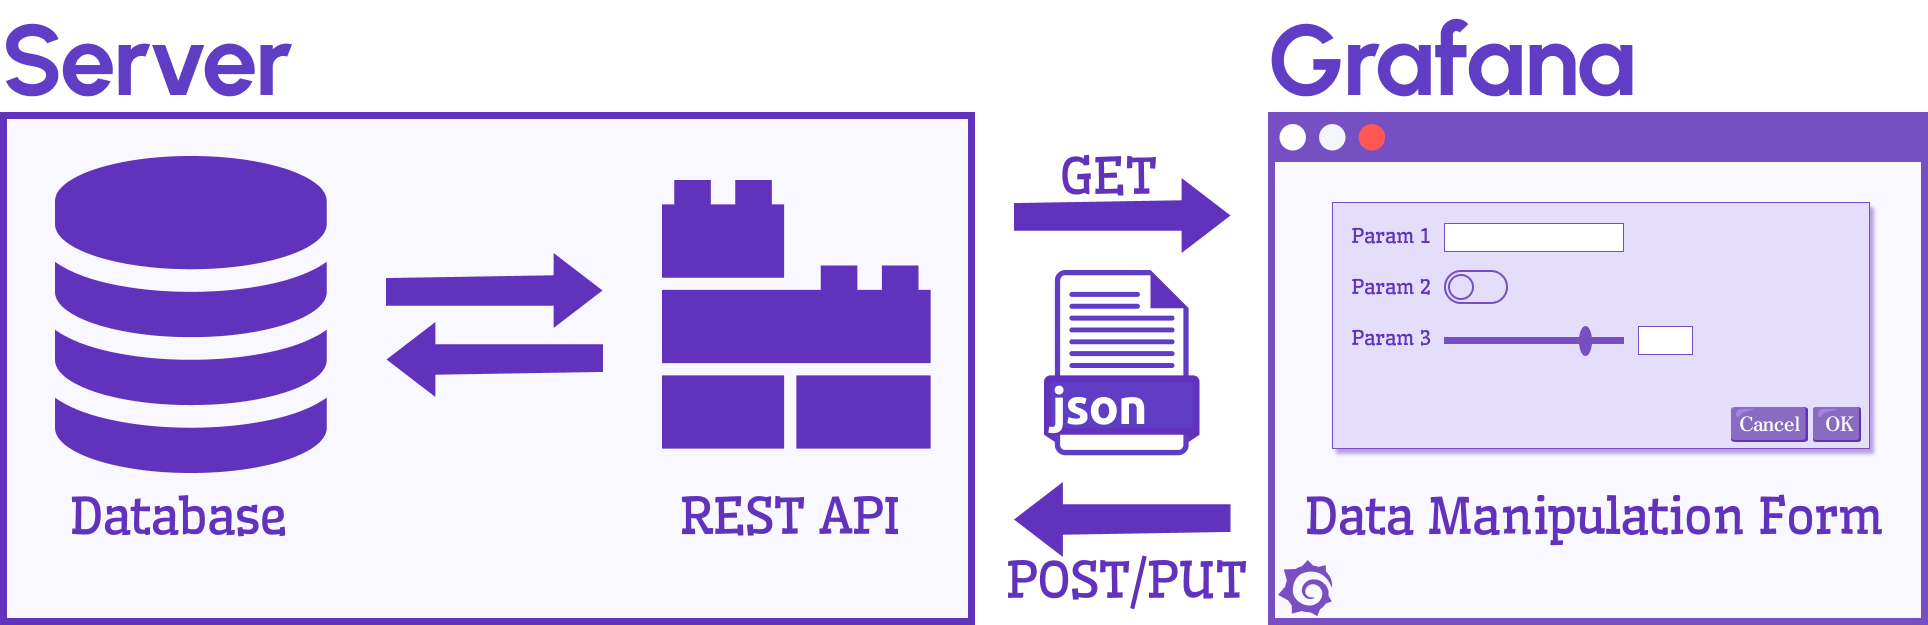 Server
Grafana
Database
REST API
GET
json
POST/PUT
Param 1
Param 2
Param 3
Cancel
OK
Data Manipulation Form